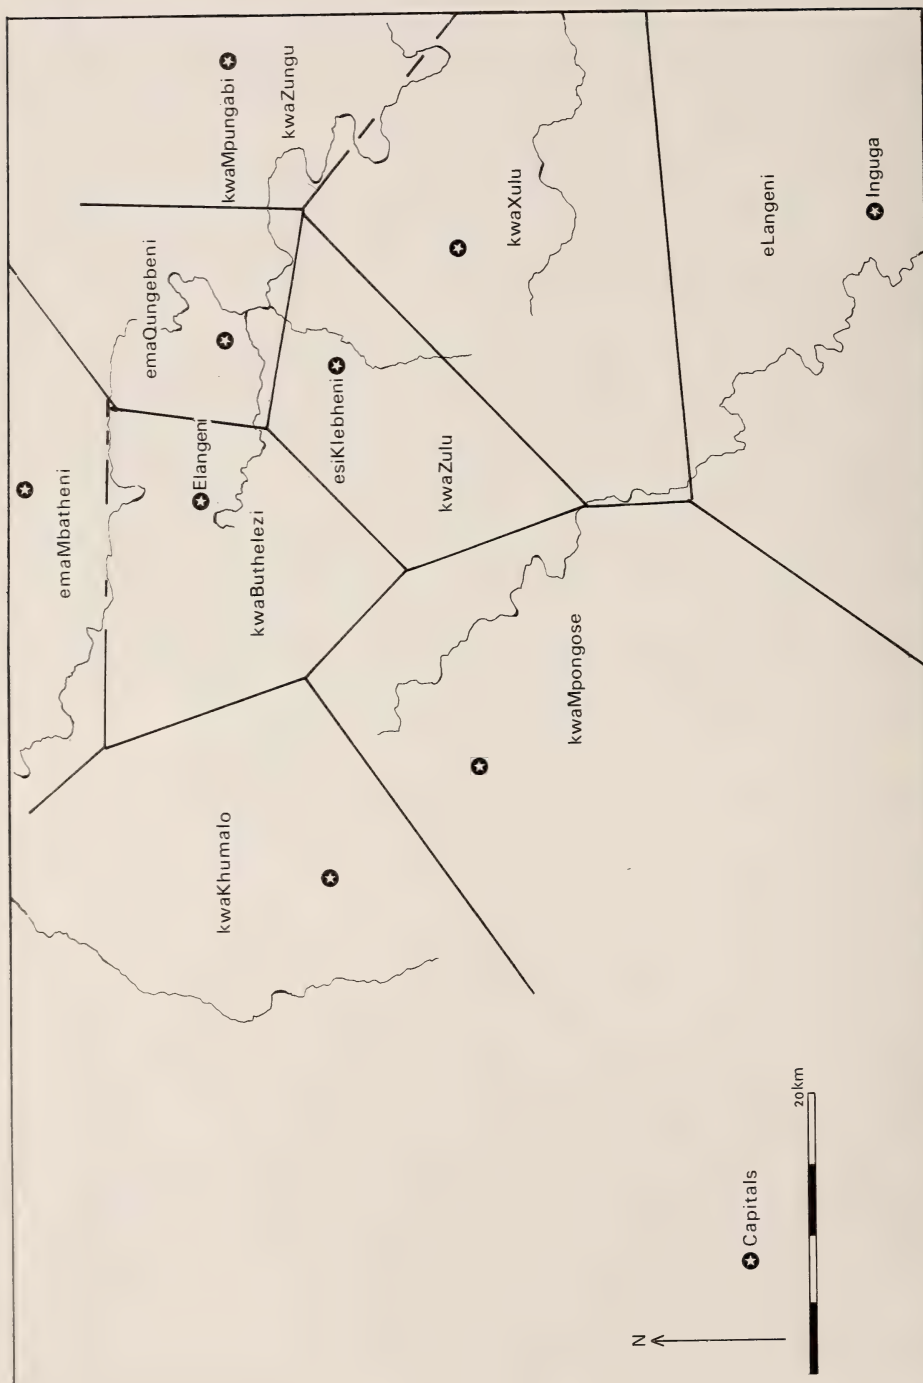 emaMbatheni
emaQungebeni
Elangeni
kwaKhumalo
kwaMpungabi
kwaButhelezi
kwaZungu
esiKlebheni
kwaZulu
kwaXulu
kwaMpongose
N
Capitals
eLangeni
20km
Inguga